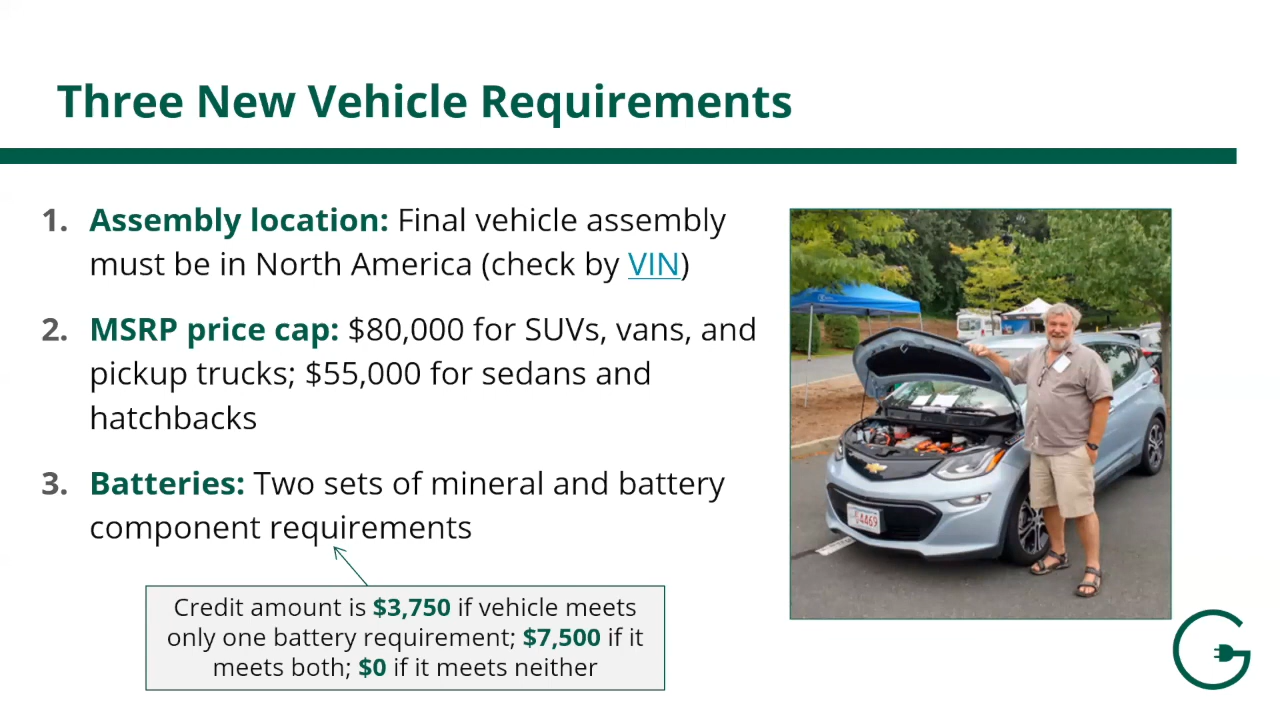 Three New Vehicle Requirements
1. Assembly location: Final vehicle assembly
must be in North America (check by VIN)
2. MSRP price cap: $80,000 for SUVs, vans, and
pickup trucks; $55,000 for sedans and
hatchbacks
3. Batteries: Two sets of mineral and battery
component requirements
Credit amount is $3,750 if vehicle meets
only one battery requirement; $7,500 if it
meets both; $0 if it meets neither
4469
G